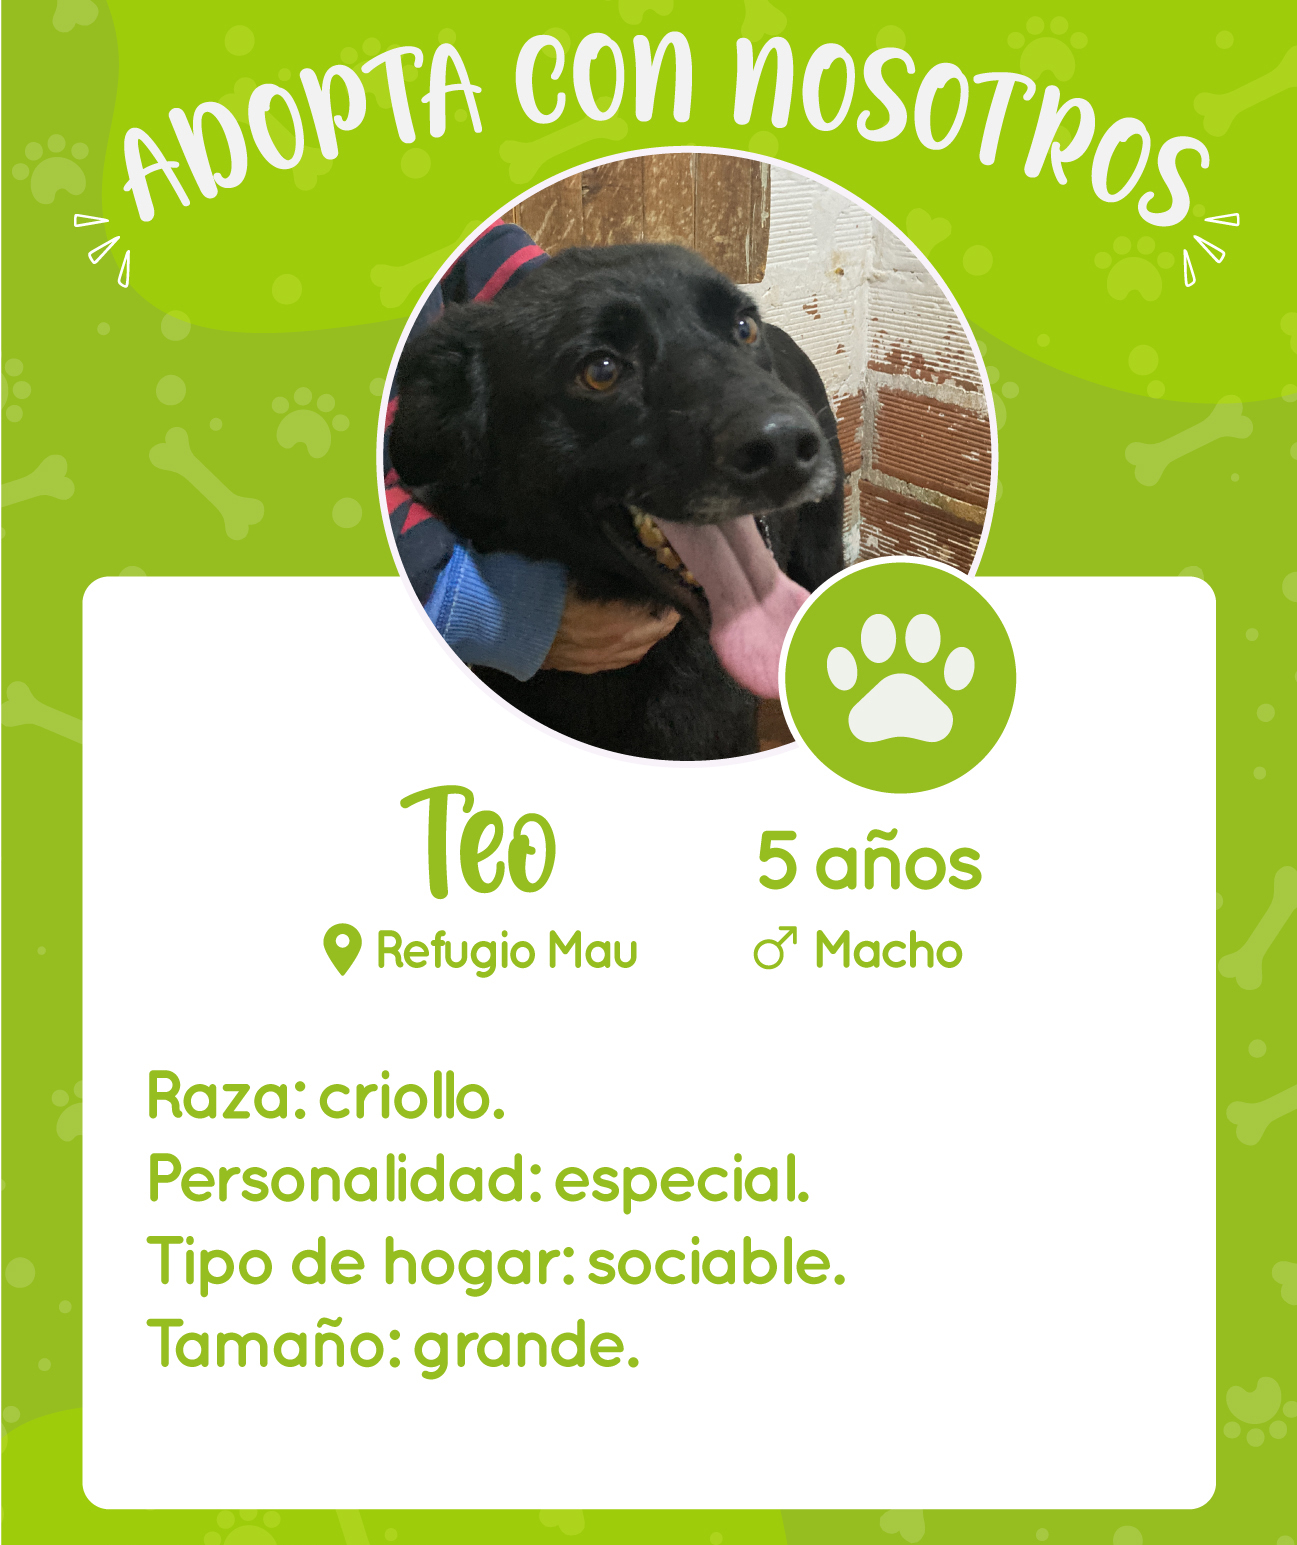 ADOPTA CON NOSOTROS
Teo
5 años
Refugio Mau
Macho
Raza: criollo.
Personalidad: especial.
Tipo de hogar: sociable.
Tamaño: grande.